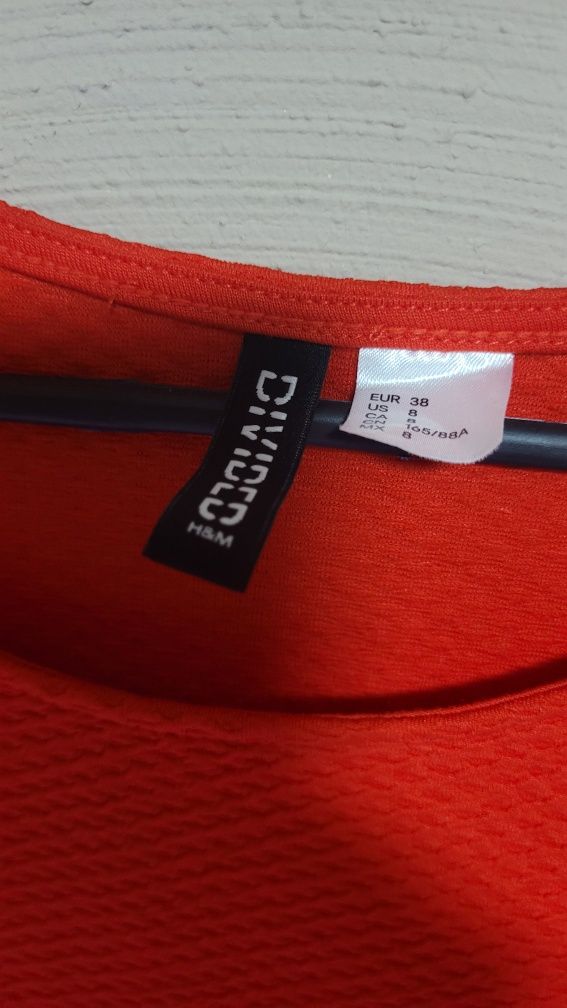 DIVIDED
H&M
EUR 38
US 8
CA 8
CN 165/88A
MX 8